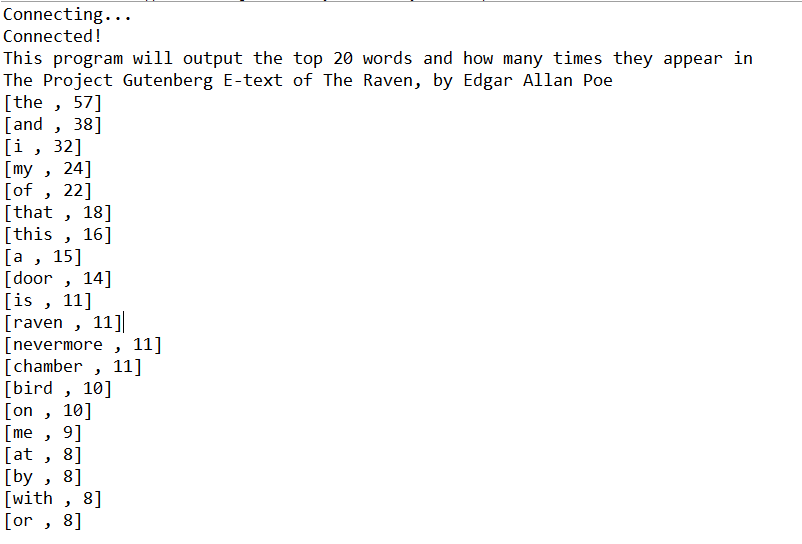 Connecting...
Connected!
This program will output the top 20 words and how many times they appear in
The Project Gutenberg E-text of The Raven, by Edgar Allan Poe
[the , 57]
[and , 38]
[i , 32]
[my , 24]
[of , 22]
[that , 18]
[this , 16]
[a , 15]
[door , 14]
[is , 11]
[raven , 11]
[nevermore , 11]
[chamber , 11]
[bird , 10]
[on , 10]
[me , 9]
[at , 8]
[by , 8]
[with , 8]
[or , 8]